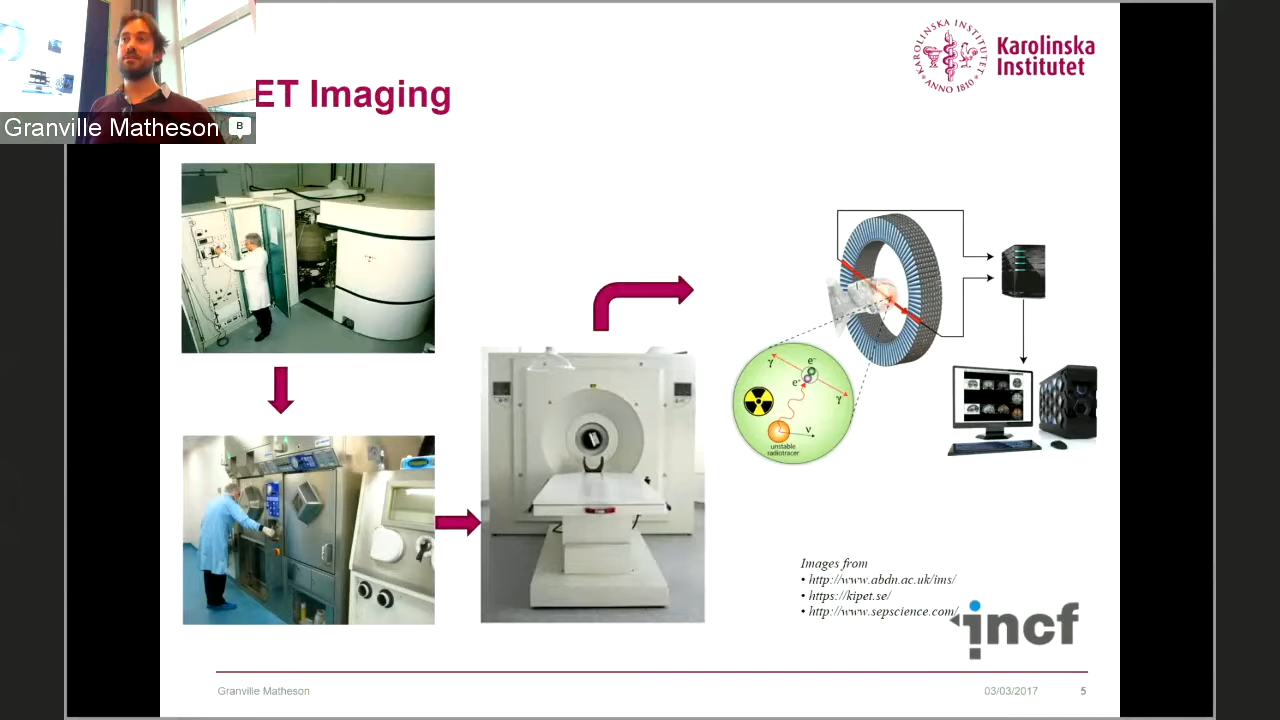 Granville Matheson
B
ET Imaging
KAROLINSKA INSTITUTET
ANNO 1810
Karolinska
Institutet
γ
e⁻
e⁺
γ
ν
unstable
radiotracer
Images from
• http://www.abdn.ac.uk/ims/
• https://kipet.se/
• http://www.sepscience.com/
incf
Granville Matheson
03/03/2017
5